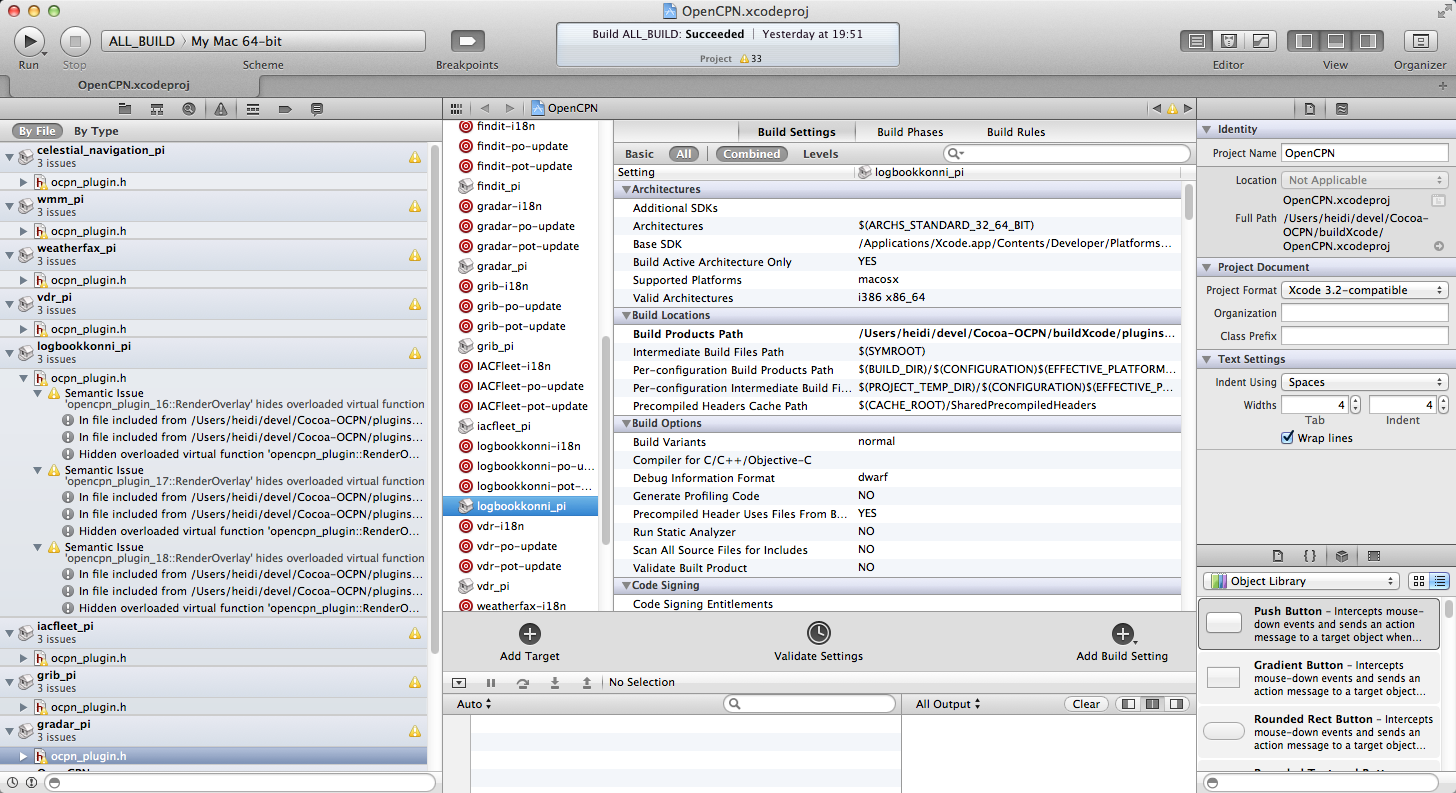 OpenCPN.xcodeproj
ALL_BUILD 〉 My Mac 64-bit
Build ALL_BUILD: Succeeded | Yesterday at 19:51
Project 33
Run
Stop
Scheme
Breakpoints
Editor
View
Organizer
OpenCPN.xcodeproj
OpenCPN
By File
By Type
celestial_navigation_pi
3 issues
ocpn_plugin.h
wmm_pi
3 issues
ocpn_plugin.h
weatherfax_pi
3 issues
ocpn_plugin.h
vdr_pi
3 issues
ocpn_plugin.h
logbookkonni_pi
3 issues
ocpn_plugin.h
Semantic Issue
'opencpn_plugin_16::RenderOverlay' hides overloaded virtual function
In file included from /Users/heidi/devel/Cocoa-OCPN/plugins...
In file included from /Users/heidi/devel/Cocoa-OCPN/plugins...
Hidden overloaded virtual function 'opencpn_plugin::RenderO...
Semantic Issue
'opencpn_plugin_17::RenderOverlay' hides overloaded virtual function
In file included from /Users/heidi/devel/Cocoa-OCPN/plugins...
In file included from /Users/heidi/devel/Cocoa-OCPN/plugins...
Hidden overloaded virtual function 'opencpn_plugin::RenderO...
Semantic Issue
'opencpn_plugin_18::RenderOverlay' hides overloaded virtual function
In file included from /Users/heidi/devel/Cocoa-OCPN/plugins...
In file included from /Users/heidi/devel/Cocoa-OCPN/plugins...
Hidden overloaded virtual function 'opencpn_plugin::RenderO...
iacfleet_pi
3 issues
ocpn_plugin.h
grib_pi
3 issues
ocpn_plugin.h
gradar_pi
3 issues
ocpn_plugin.h
findit-i18n
findit-po-update
findit-pot-update
findit_pi
gradar-i18n
gradar-po-update
gradar-pot-update
gradar_pi
grib-i18n
grib-po-update
grib-pot-update
grib_pi
IACFleet-i18n
IACFleet-po-update
IACFleet-pot-update
iacfleet_pi
logbookkonni-i18n
logbookkonni-po-u...
logbookkonni-pot-...
logbookkonni_pi
vdr-i18n
vdr-po-update
vdr-pot-update
vdr_pi
weatherfax-i18n
Build Settings
Build Phases
Build Rules
Basic
All
Combined
Levels
Setting
logbookkonni_pi
Architectures
Additional SDKs
Architectures $(ARCHS_STANDARD_32_64_BIT)
Base SDK /Applications/Xcode.app/Contents/Developer/Platforms...
Build Active Architecture Only YES
Supported Platforms macosx
Valid Architectures i386 x86_64
Build Locations
Build Products Path /Users/heidi/devel/Cocoa-OCPN/buildXcode/plugins...
Intermediate Build Files Path $(SYMROOT)
Per-configuration Build Products Path $(BUILD_DIR)/$(CONFIGURATION)$(EFFECTIVE_PLATFORM...
Per-configuration Intermediate Build Fi... $(PROJECT_TEMP_DIR)/$(CONFIGURATION)$(EFFECTIVE_P...
Precompiled Headers Cache Path $(CACHE_ROOT)/SharedPrecompiledHeaders
Build Options
Build Variants normal
Compiler for C/C++/Objective-C
Debug Information Format dwarf
Generate Profiling Code NO
Precompiled Header Uses Files From B... YES
Run Static Analyzer NO
Scan All Source Files for Includes NO
Validate Built Product NO
Code Signing
Code Signing Entitlements
Add Target
Validate Settings
Add Build Setting
No Selection
Auto
All Output
Clear
Identity
Project Name OpenCPN
Location Not Applicable
OpenCPN.xcodeproj
Full Path /Users/heidi/devel/Cocoa-
OCPN/buildXcode/
OpenCPN.xcodeproj
Project Document
Project Format Xcode 3.2-compatible
Organization
Class Prefix
Text Settings
Indent Using Spaces
Widths 4 4
Tab Indent
Wrap lines
{ }
Object Library
Push Button – Intercepts mouse-
down events and sends an action
message to a target object when...
Gradient Button – Intercepts
mouse-down events and sends an
action message to a target object...
Rounded Rect Button – Intercepts
mouse-down events and sends an
action message to a target object...